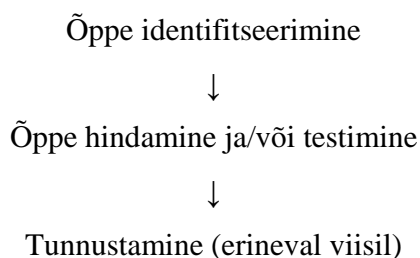 Õppe identifitseerimine
↓
Õppe hindamine ja/või testimine
↓
Tunnustamine (erineval viisil)